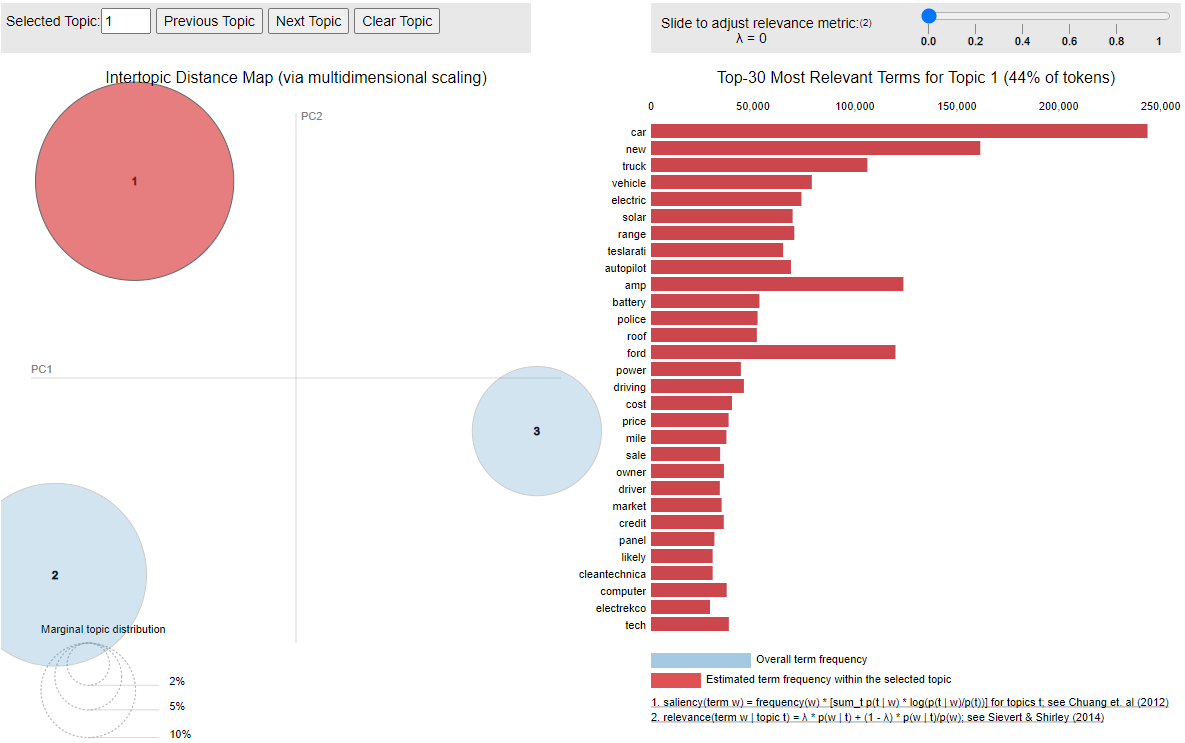 Selected Topic: 1 Previous Topic Next Topic Clear Topic
Slide to adjust relevance metric:(2)
λ = 0
0.0 0.2 0.4 0.6 0.8 1
Intertopic Distance Map (via multidimensional scaling)
PC2
1
PC1
3
2
Marginal topic distribution
2%
5%
10%
Top-30 Most Relevant Terms for Topic 1 (44% of tokens)
0 50,000 100,000 150,000 200,000 250,000
car
new
truck
vehicle
electric
solar
range
teslarati
autopilot
amp
battery
police
roof
ford
power
driving
cost
price
mile
sale
owner
driver
market
credit
panel
likely
cleantechnica
computer
electrekco
tech
Overall term frequency
Estimated term frequency within the selected topic
1. saliency(term w) = frequency(w) * [sum_t p(t | w) * log(p(t | w)/p(t))] for topics t; see Chuang et. al (2012)
2. relevance(term w | topic t) = λ * p(w | t) + (1 - λ) * p(w | t)/p(w); see Sievert & Shirley (2014)